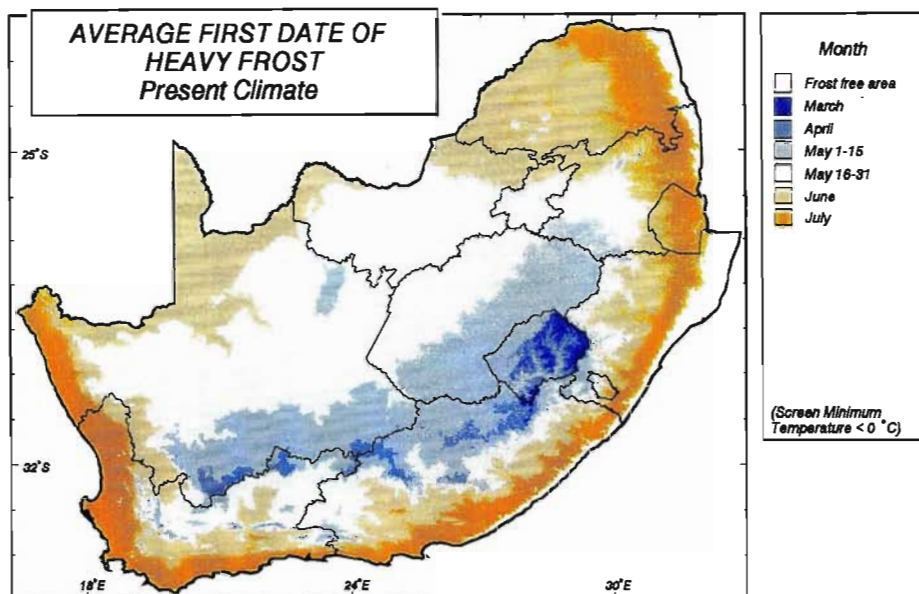 AVERAGE FIRST DATE OF
HEAVY FROST
Present Climate
Month
Frost free area
March
April
May 1-15
May 16-31
June
July
(Screen Minimum
Temperature < 0 °C)
25°S
32°S
18°E
24°E
30°E